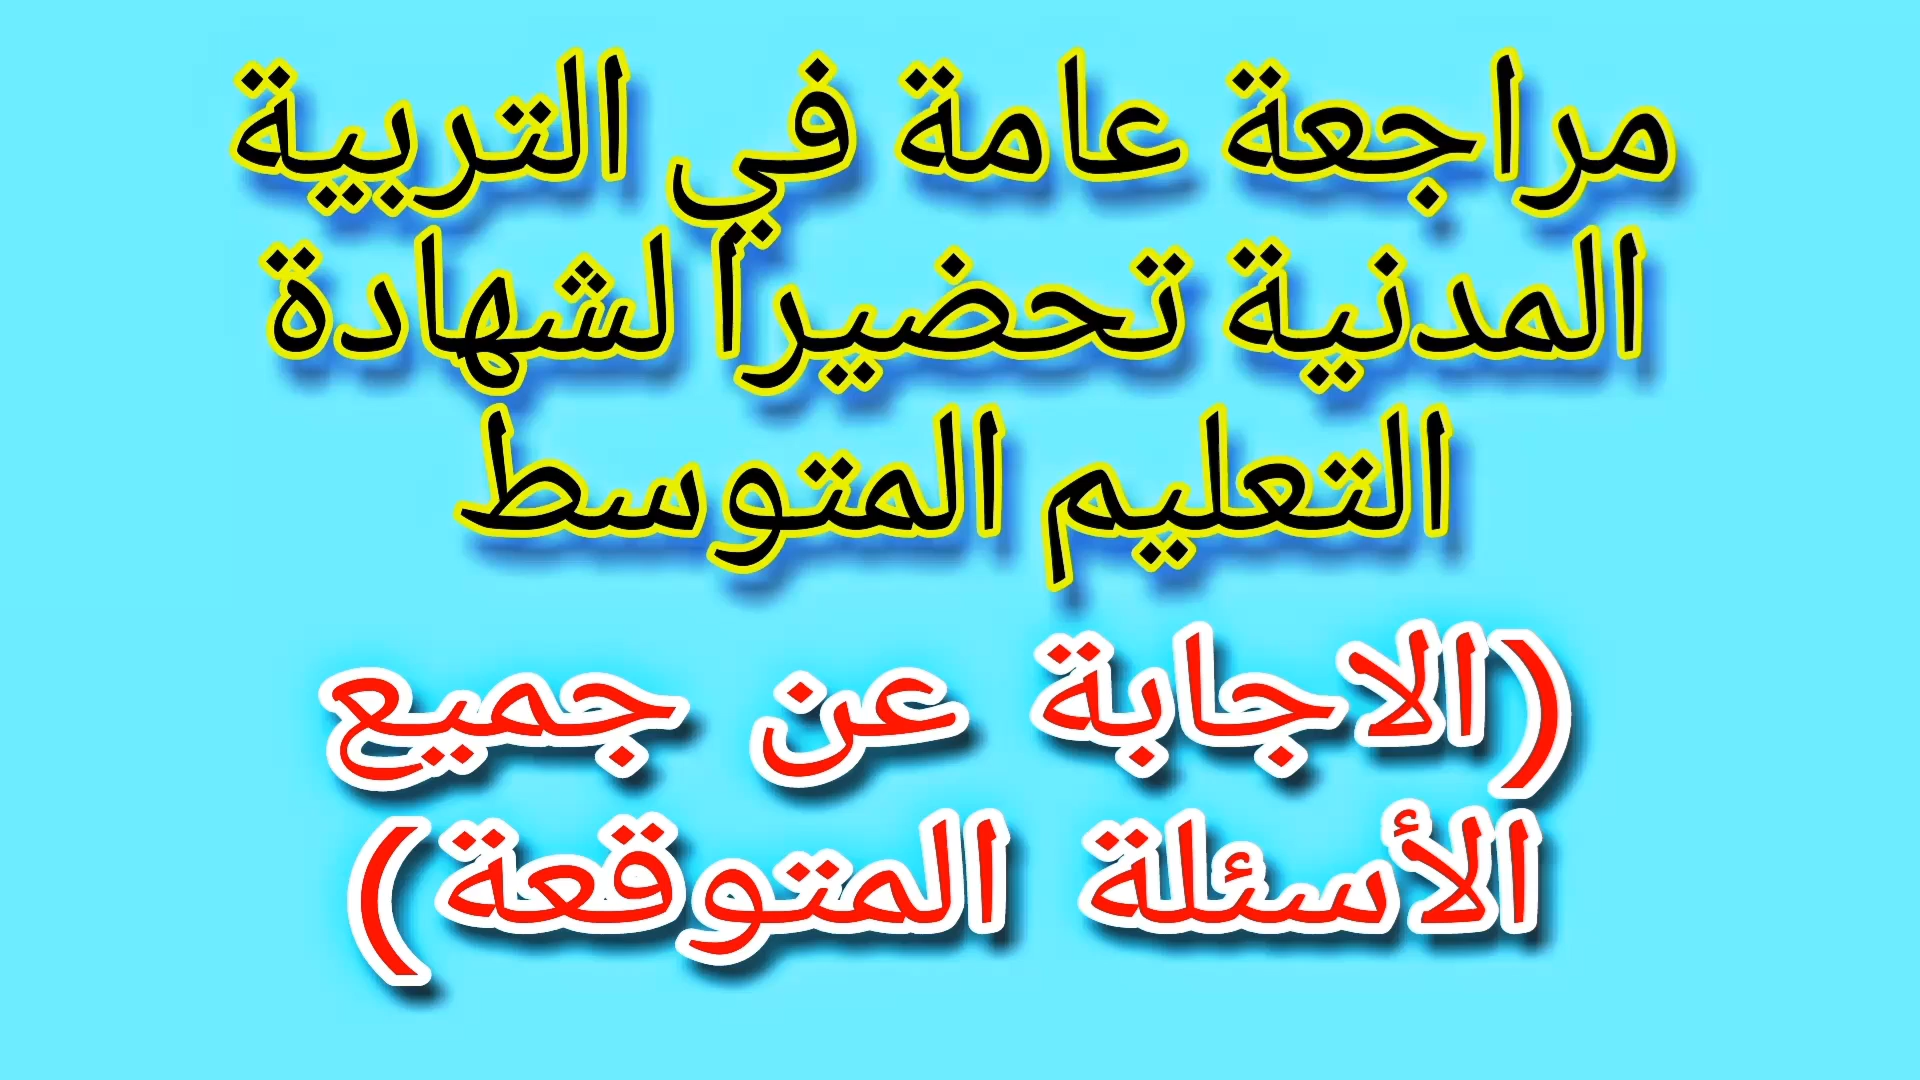 مراجعة عامة في التربية
المدنية تحضيرا لشهادة
التعليم المتوسط
(الاجابة عن جميع
الأسئلة المتوقعة)